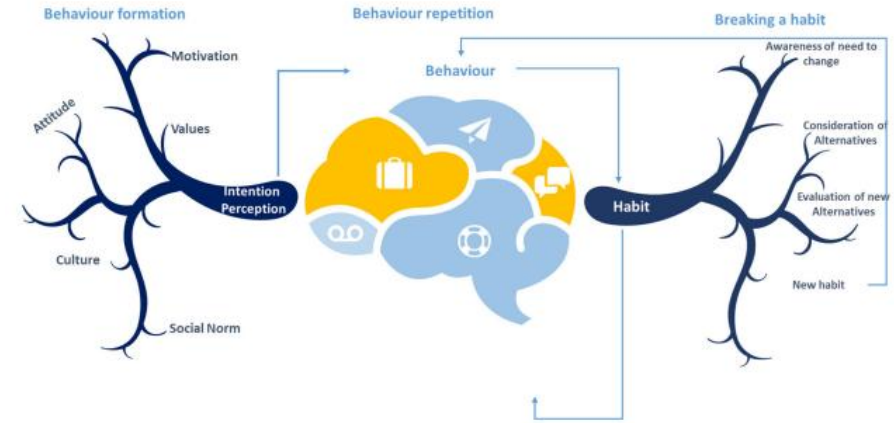 Behaviour formation
Behaviour repetition
Breaking a habit
Motivation
Attitude
Values
Intention
Perception
Culture
Social Norm
Behaviour
Habit
Awareness of need to
change
Consideration of
Alternatives
Evaluation of new
Alternatives
New habit